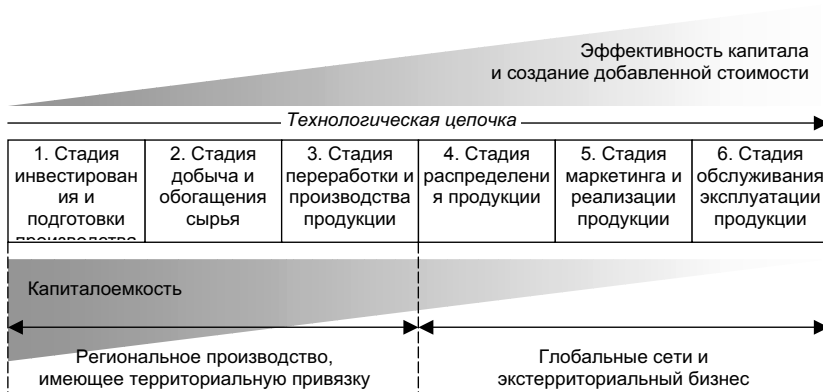 Эффективность капитала
и создание добавленной стоимости
Технологическая цепочка
1. Стадия
инвестирован
ия и
подготовки
производства
2. Стадия
добыча и
обогащения
сырья
3. Стадия
переработки и
производства
продукции
4. Стадия
распределени
я продукции
5. Стадия
маркетинга и
реализации
продукции
6. Стадия
обслуживания
эксплуатации
продукции
Капиталоемкость
Региональное производство,
имеющее территориальную привязку
Глобальные сети и
экстерриториальный бизнес